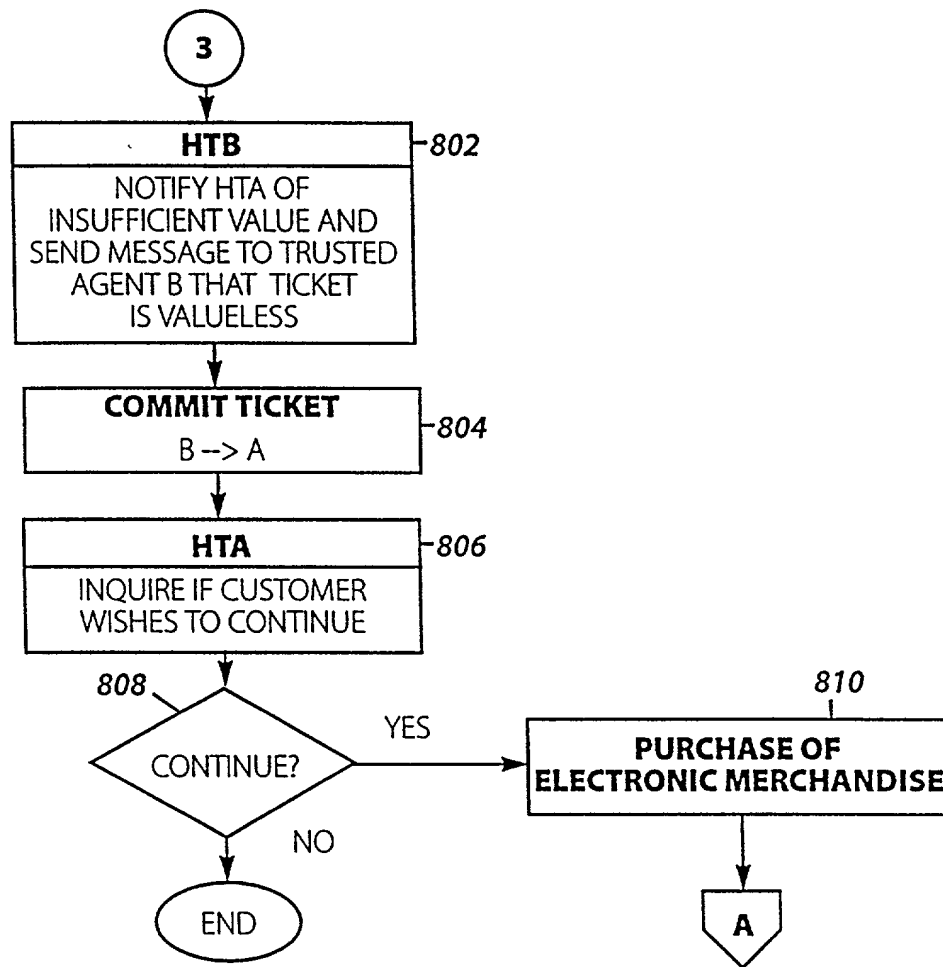 3
HTB
802
NOTIFY HTA OF
INSUFFICIENT VALUE AND
SEND MESSAGE TO TRUSTED
AGENT B THAT TICKET
IS VALUELESS
COMMIT TICKET
804
B --> A
HTA
806
INQUIRE IF CUSTOMER
WISHES TO CONTINUE
808
810
CONTINUE?
YES
PURCHASE OF
ELECTRONIC MERCHANDISE
NO
END
A